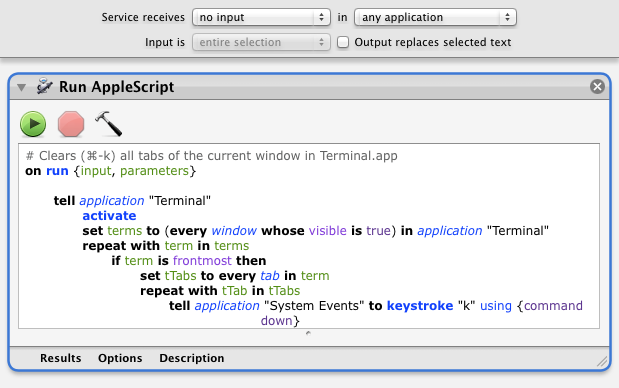 Service receives no input in any application
Input is entire selection Output replaces selected text
Run AppleScript
# Clears (⌘-k) all tabs of the current window in Terminal.app
on run {input, parameters}
tell application "Terminal"
activate
set terms to (every window whose visible is true) in application "Terminal"
repeat with term in terms
if term is frontmost then
set tTabs to every tab in term
repeat with tTab in tTabs
tell application "System Events" to keystroke "k" using {command
down}
Results Options Description